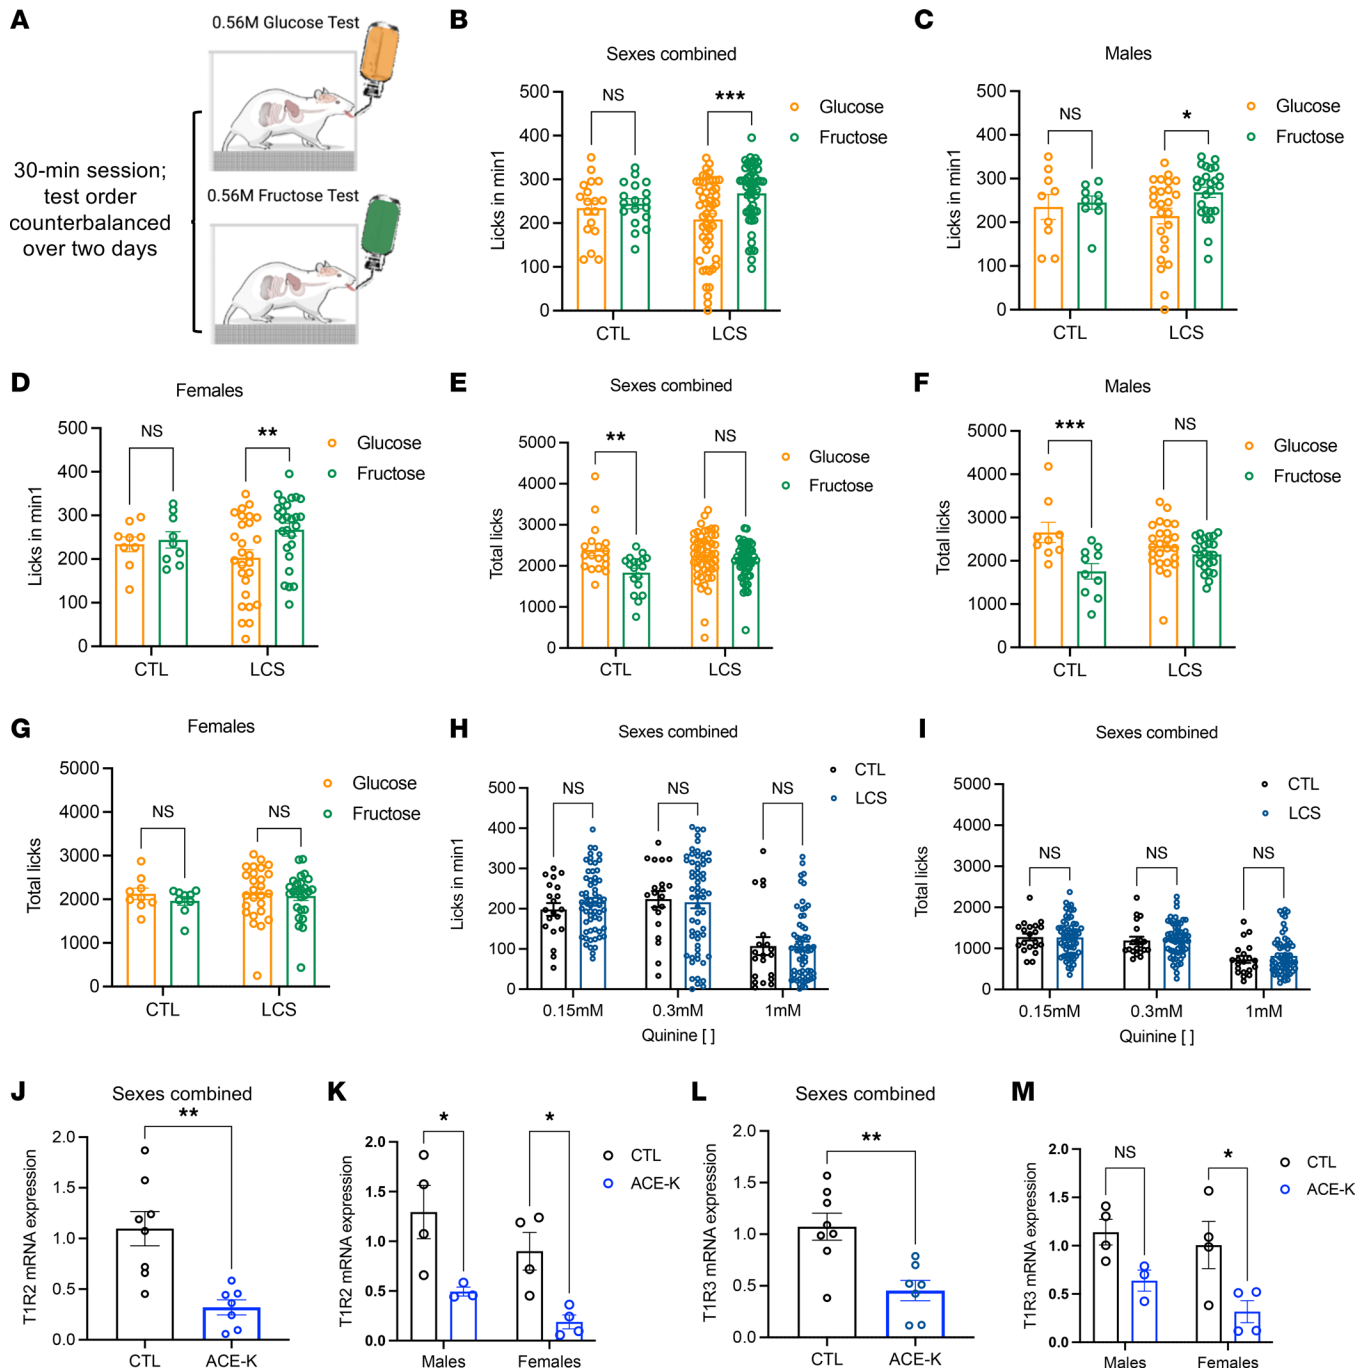 A
0.56M Glucose Test
30-min session;
test order
counterbalanced
over two days
0.56M Fructose Test
B
Sexes combined
Licks in min1
500
400
300
200
100
0
NS
***
Glucose
Fructose
CTL
LCS
C
Males
Licks in min1
500
400
300
200
100
0
NS
*
Glucose
Fructose
CTL
LCS
D
Females
Licks in min1
500
400
300
200
100
0
NS
**
Glucose
Fructose
CTL
LCS
E
Sexes combined
Total licks
5000
4000
3000
2000
1000
0
**
NS
Glucose
Fructose
CTL
LCS
F
Males
Total licks
5000
4000
3000
2000
1000
0
***
NS
Glucose
Fructose
CTL
LCS
G
Females
Total licks
5000
4000
3000
2000
1000
0
NS
NS
Glucose
Fructose
CTL
LCS
H
Sexes combined
Licks in min1
500
400
300
200
100
0
NS
NS
NS
CTL
LCS
0.15mM
0.3mM
1mM
Quinine [ ]
I
Sexes combined
Total licks
5000
4000
3000
2000
1000
0
NS
NS
NS
CTL
LCS
0.15mM
0.3mM
1mM
Quinine [ ]
J
Sexes combined
T1R2 mRNA expression
2.0
1.5
1.0
0.5
0.0
**
CTL
ACE-K
K
T1R2 mRNA expression
2.0
1.5
1.0
0.5
0.0
*
*
CTL
ACE-K
Males
Females
L
Sexes combined
T1R3 mRNA expression
2.0
1.5
1.0
0.5
0.0
**
CTL
ACE-K
M
T1R3 mRNA expression
2.0
1.5
1.0
0.5
0.0
NS
*
CTL
ACE-K
Males
Females